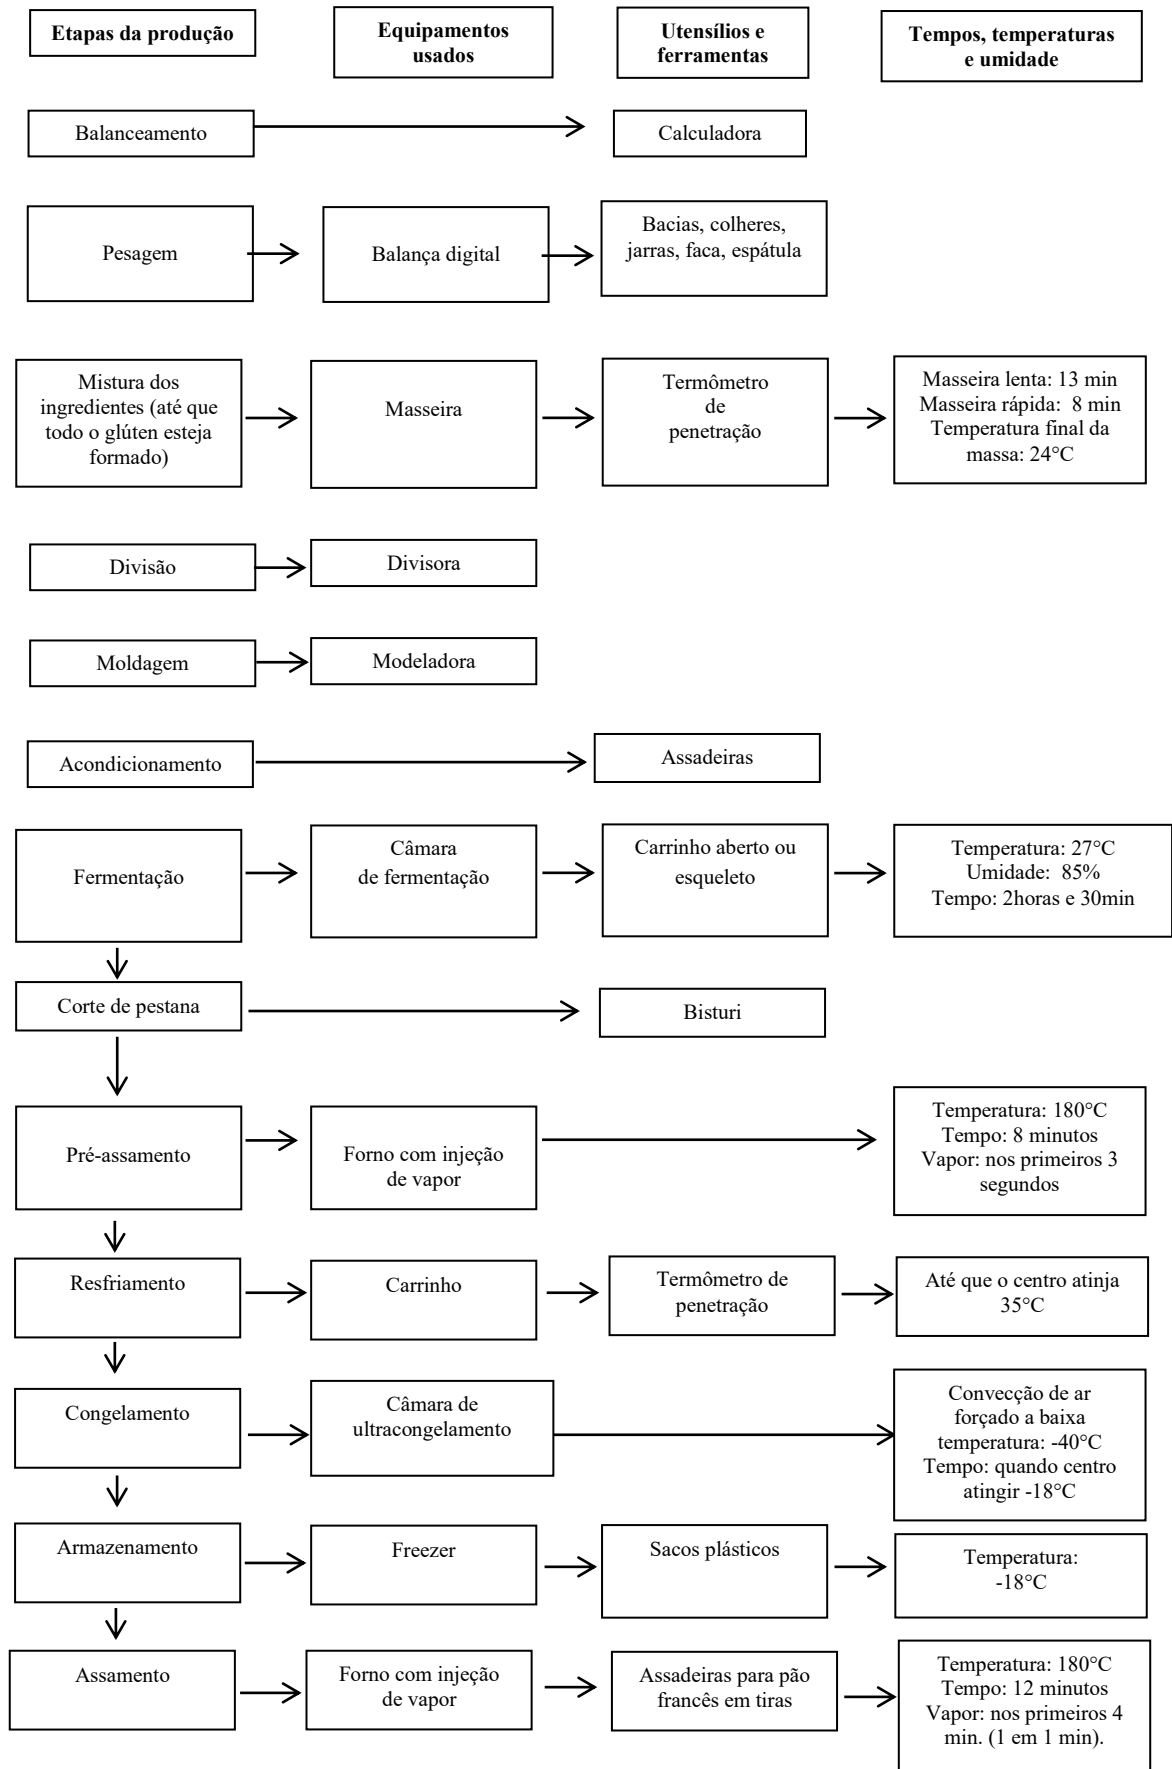 Etapas da produção
Equipamentos
usados
Utensílios e
ferramentas
Tempos, temperaturas
e umidade
Balanceamento
Calculadora
Pesagem
Balança digital
Bacias, colheres,
jarras, faca, espátula
Mistura dos
ingredientes (até que
todo o glúten esteja
formado)
Masseira
Termômetro
de
penetração
Masseira lenta: 13 min
Masseira rápida: 8 min
Temperatura final da
massa: 24°C
Divisão
Divisora
Moldagem
Modeladora
Acondicionamento
Assadeiras
Fermentação
Câmara
de fermentação
Carrinho aberto ou
esqueleto
Temperatura: 27°C
Umidade: 85%
Tempo: 2horas e 30min
Corte de pestana
Bisturi
Pré-assamento
Forno com injeção
de vapor
Temperatura: 180°C
Tempo: 8 minutos
Vapor: nos primeiros 3
segundos
Resfriamento
Carrinho
Termômetro de
penetração
Até que o centro atinja
35°C
Congelamento
Câmara de
ultracongelamento
Convecção de ar
forçado a baixa
temperatura: -40°C
Tempo: quando centro
atingir -18°C
Armazenamento
Freezer
Sacos plásticos
Temperatura:
-18°C
Assamento
Forno com injeção
de vapor
Assadeiras para pão
francês em tiras
Temperatura: 180°C
Tempo: 12 minutos
Vapor: nos primeiros 4
min. (1 em 1 min).